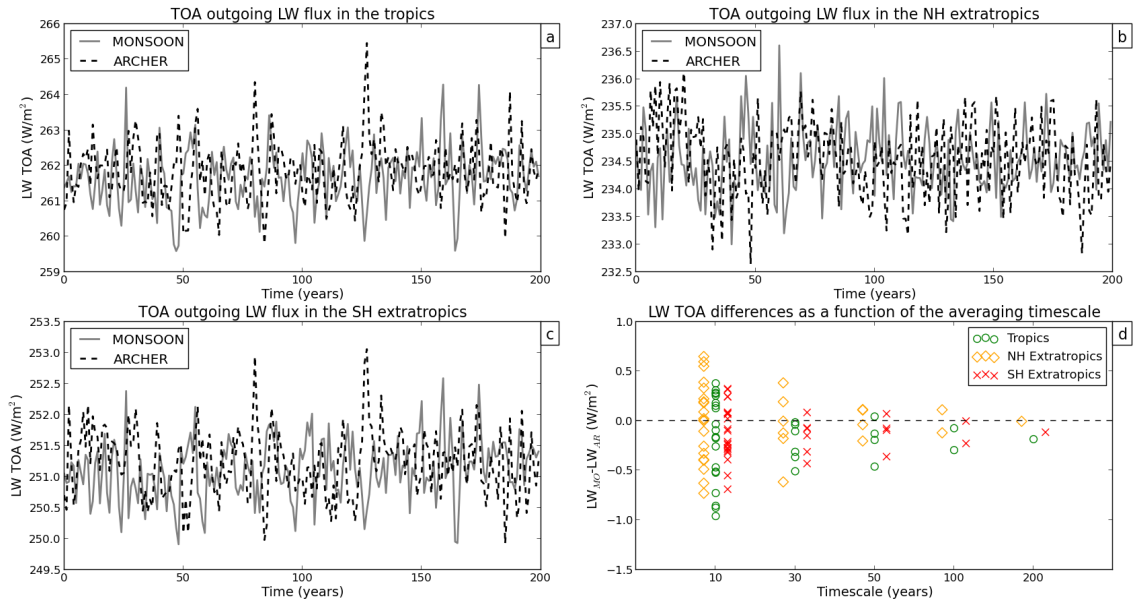 TOA outgoing LW flux in the tropics
a
MONSOON
ARCHER
LW TOA (W/m²)
266
265
264
263
262
261
260
259
0
50
100
150
200
Time (years)
TOA outgoing LW flux in the NH extratropics
b
MONSOON
ARCHER
LW TOA (W/m²)
237.0
236.5
236.0
235.5
235.0
234.5
234.0
233.5
233.0
232.5
0
50
100
150
200
Time (years)
TOA outgoing LW flux in the SH extratropics
c
MONSOON
ARCHER
LW TOA (W/m²)
253.5
253.0
252.5
252.0
251.5
251.0
250.5
250.0
249.5
0
50
100
150
200
Time (years)
LW TOA differences as a function of the averaging timescale
d
Tropics
NH Extratropics
SH Extratropics
LW_MO-LW_AR (W/m²)
1.0
0.5
0.0
−0.5
−1.0
−1.5
10
30
50
100
200
Timescale (years)